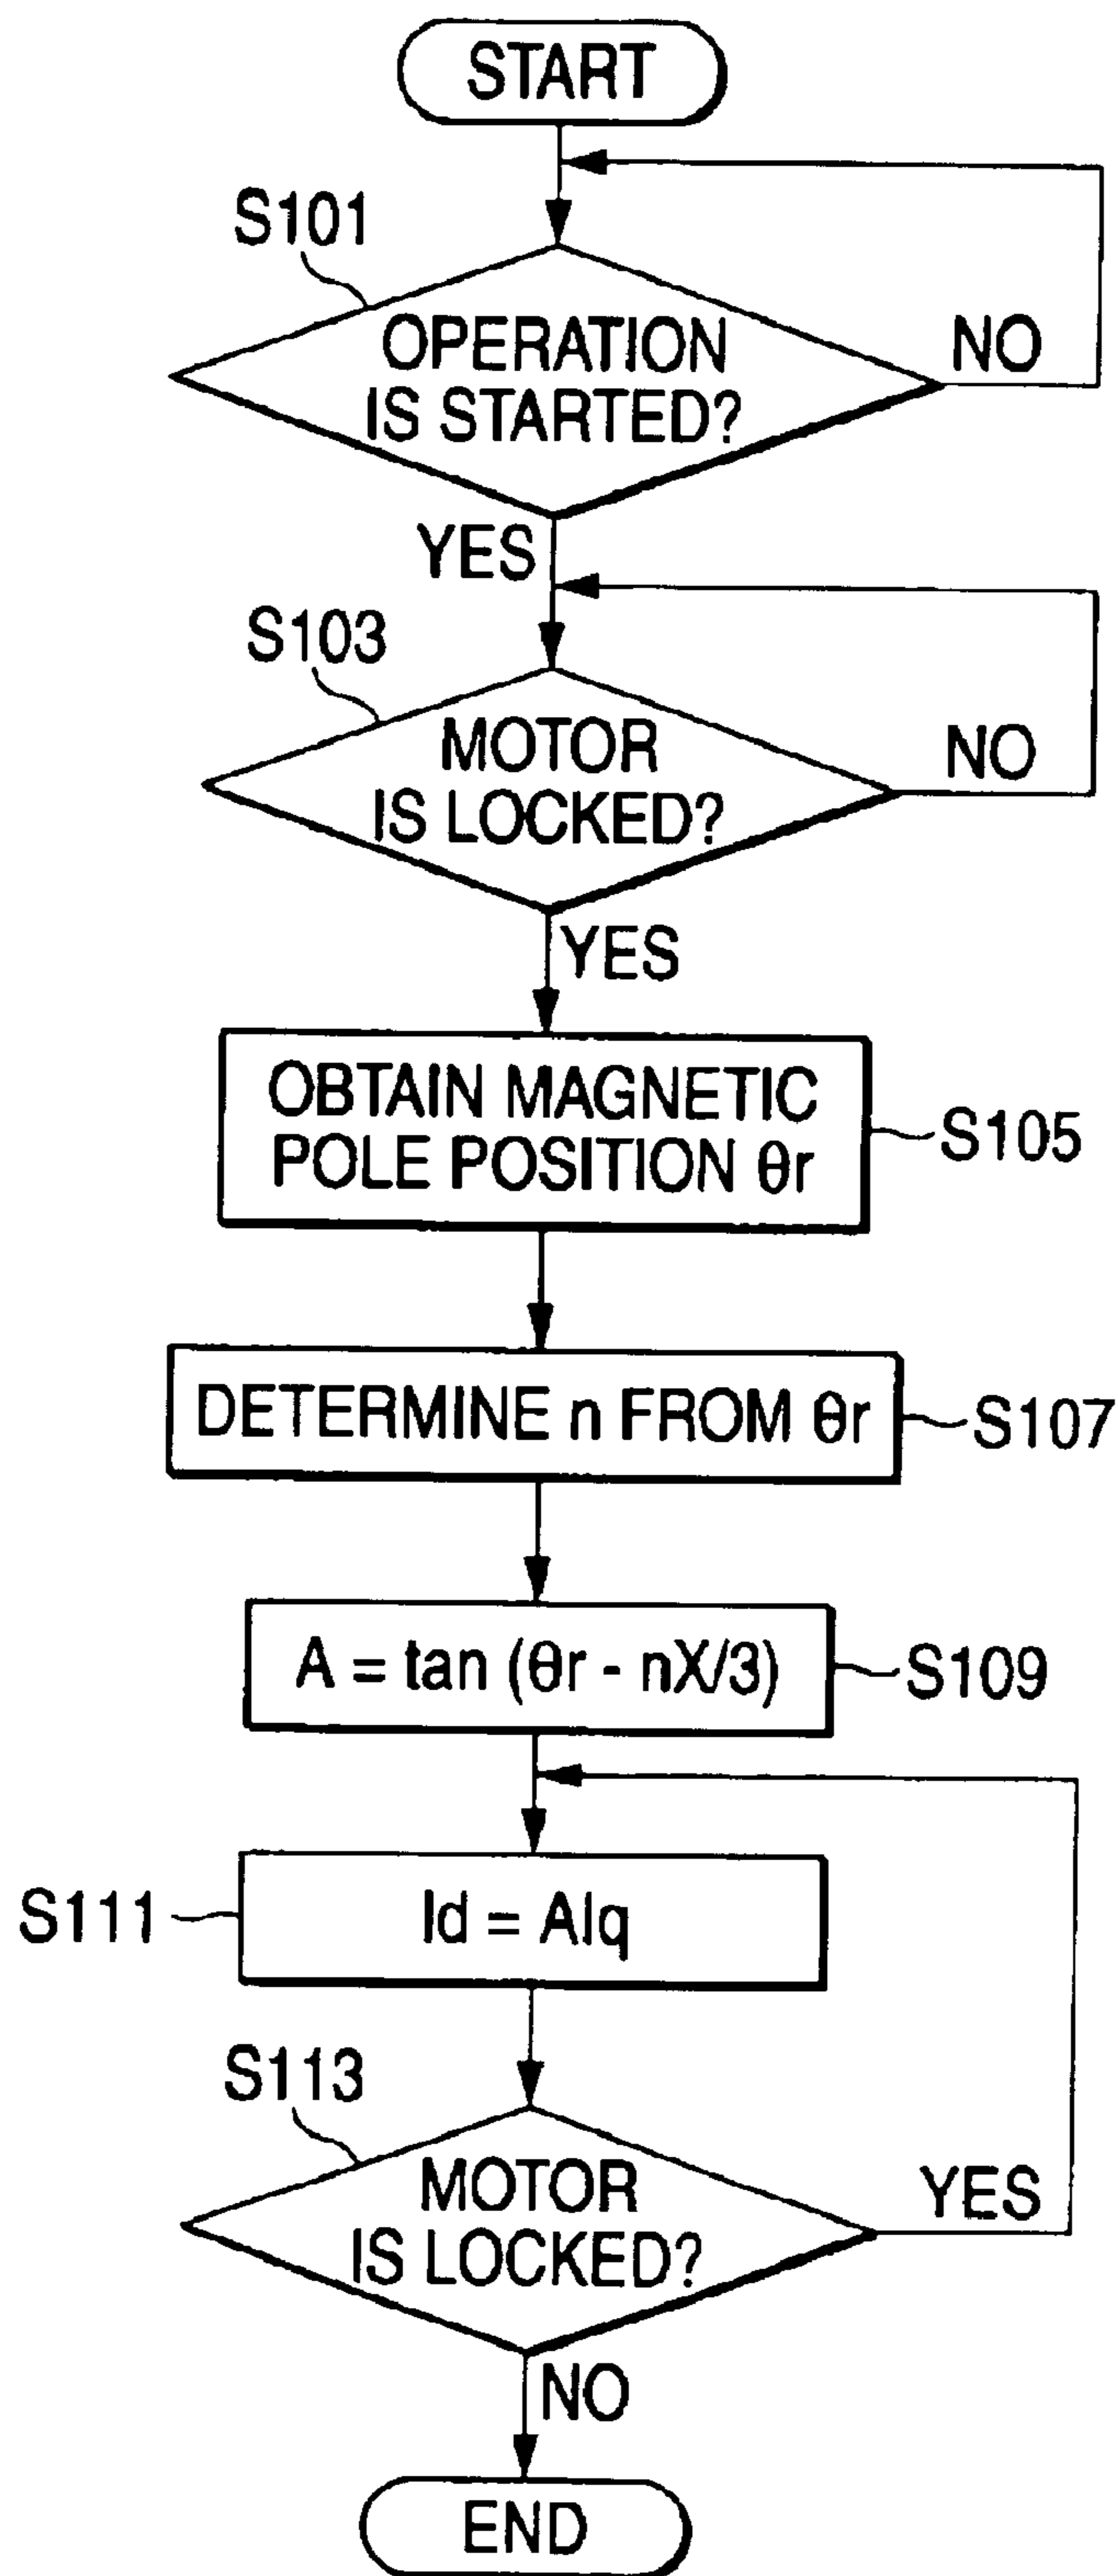 START
S101
OPERATION
IS STARTED?
NO
YES
S103
MOTOR
IS LOCKED?
NO
YES
OBTAIN MAGNETIC
POLE POSITION θr
S105
DETERMINE n FROM θr
S107
A = tan (θr - nX/3)
S109
S111
Id = AIq
S113
MOTOR
IS LOCKED?
YES
NO
END